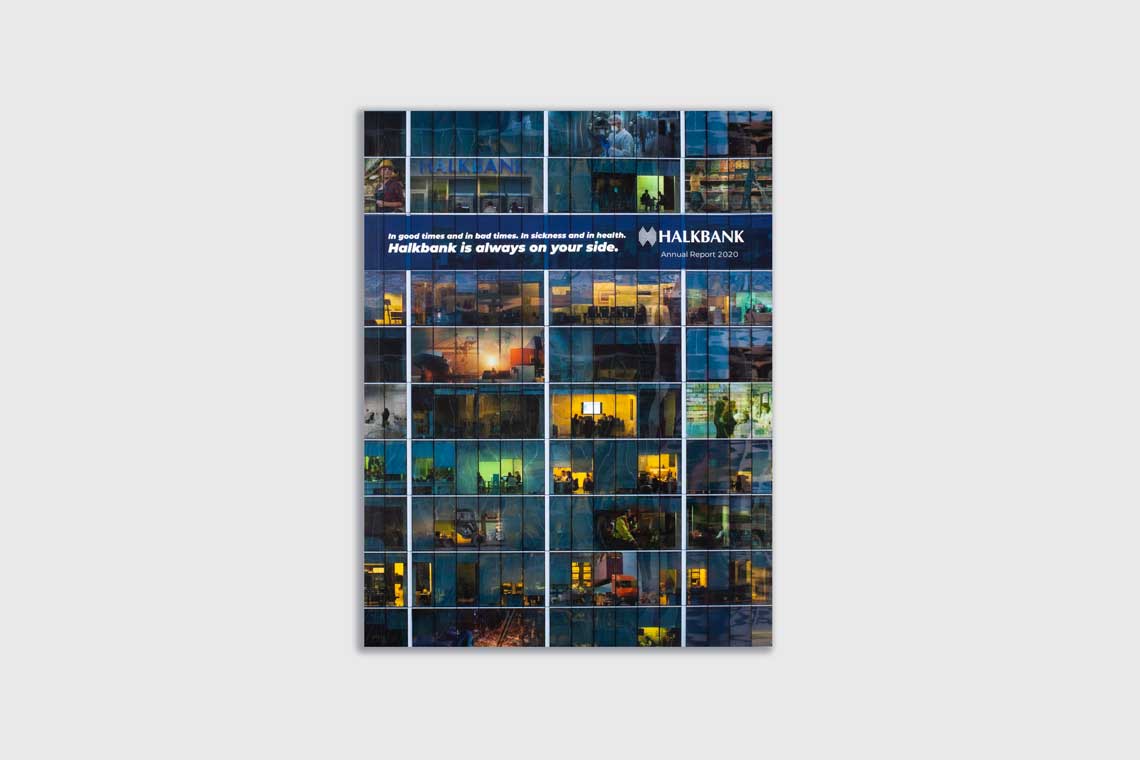 HALKBANK
In good times and in bad times. In sickness and in health.
Halkbank is always on your side.
HALKBANK
Annual Report 2020